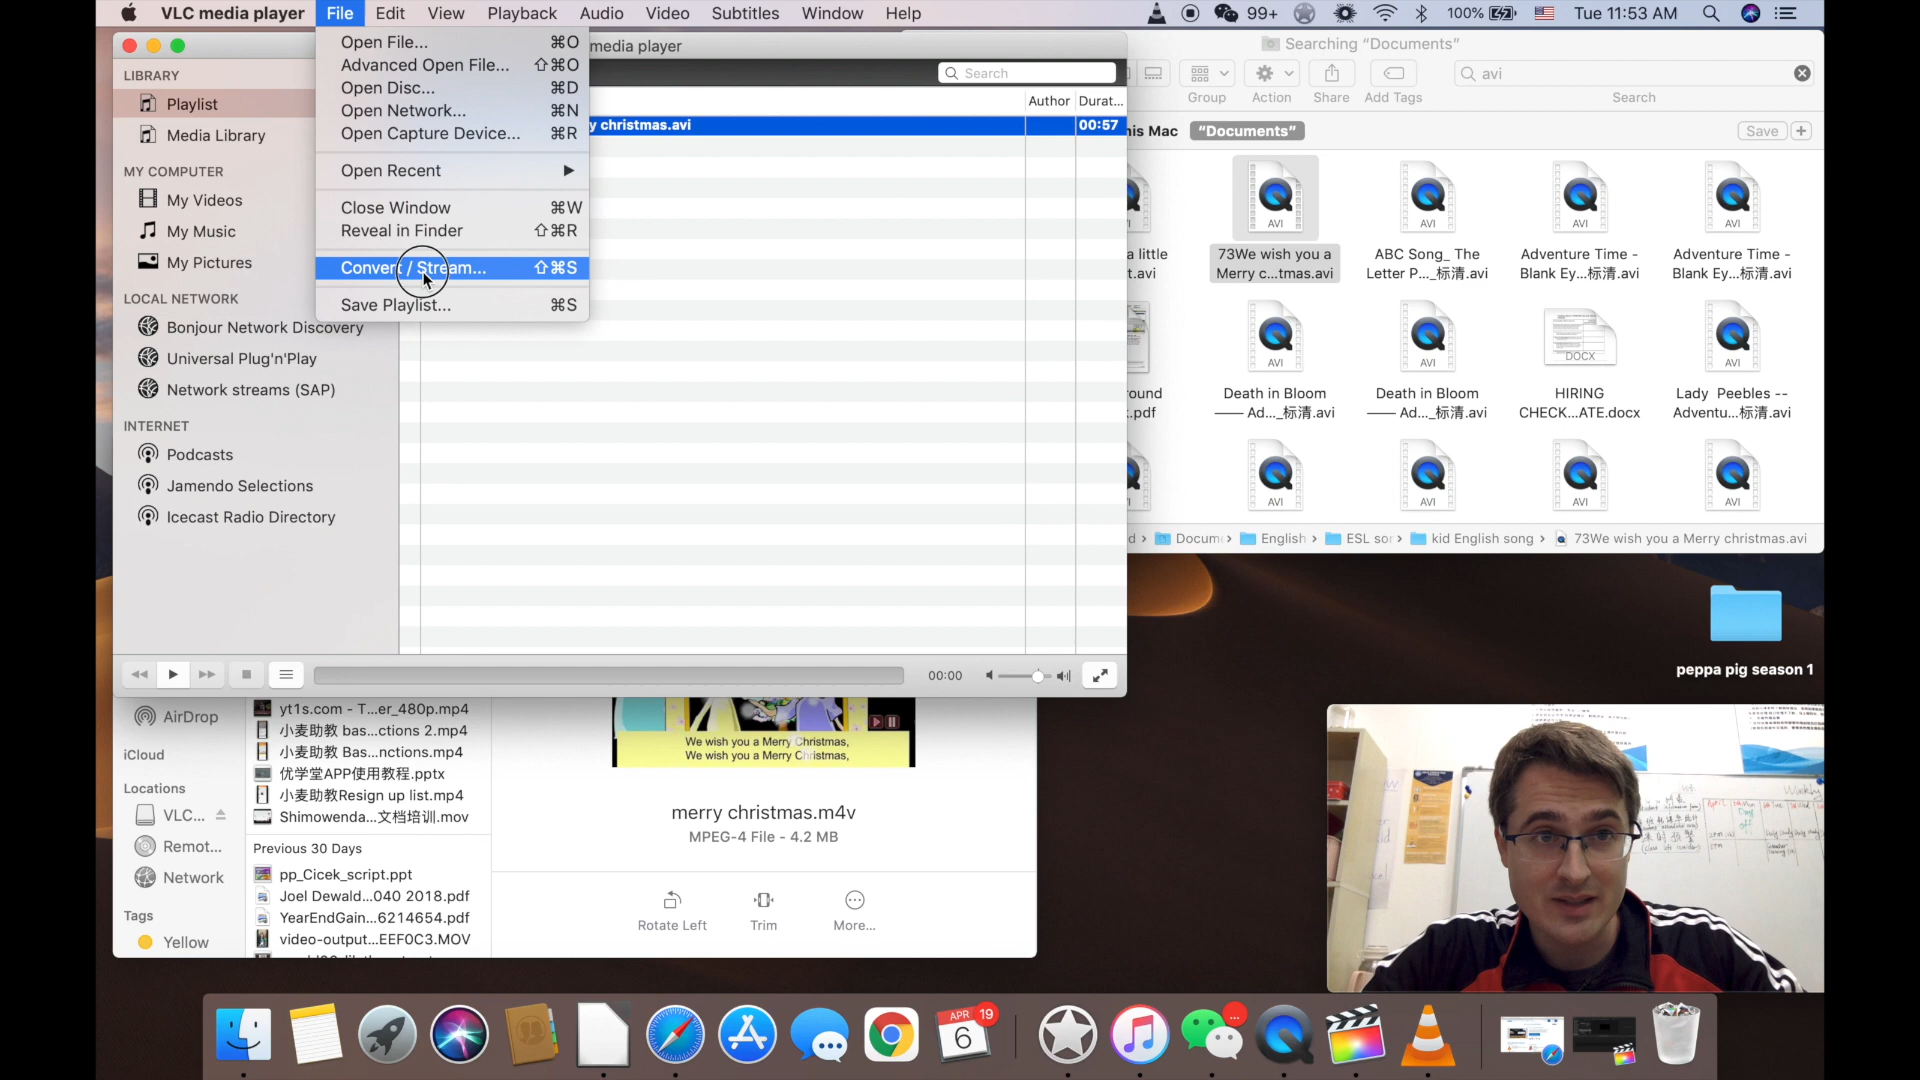 VLC media player File Edit View Playback Audio Video Subtitles Window Help 99+ 100% Tue 11:53 AM
Open File... ⌘O
Advanced Open File... ⇧⌘O
Open Disc... ⌘D
Open Network... ⌘N
Open Capture Device... ⌘R
Open Recent
Close Window ⌘W
Reveal in Finder ⇧⌘R
Convert / Stream... ⇧⌘S
Save Playlist... ⌘S
media player
Search
Author Durat...
y christmas.avi 00:57
LIBRARY
Playlist
Media Library
MY COMPUTER
My Videos
My Music
My Pictures
LOCAL NETWORK
Bonjour Network Discovery
Universal Plug'n'Play
Network streams (SAP)
INTERNET
Podcasts
Jamendo Selections
Icecast Radio Directory
00:00
Searching “Documents”
avi
Group Action Share Add Tags Search
his Mac “Documents” Save +
AVI AVI AVI AVI
a little
t.avi
73We wish you a
Merry c...tmas.avi
ABC Song_ The
Letter P..._标清.avi
Adventure Time -
Blank Ey...标清.avi
Adventure Time -
Blank Ey...标清.avi
AVI AVI DOCX AVI
ound
.pdf
Death in Bloom
—— Ad..._标清.avi
Death in Bloom
—— Ad..._标清.avi
HIRING
CHECK...ATE.docx
Lady Peebles --
Adventu...标清.avi
AVI AVI AVI AVI
d › Docum › English › ESL sor › kid English song › 73We wish you a Merry christmas.avi
peppa pig season 1
AirDrop
iCloud
Locations
VLC...
Remot...
Network
Tags
Yellow
yt1s.com - T...er_480p.mp4
小麦助教 bas...ctions 2.mp4
小麦助教 Bas...nctions.mp4
优学堂APP使用教程.pptx
小麦助教Resign up list.mp4
Shimowenda...文档培训.mov
Previous 30 Days
pp_Cicek_script.ppt
Joel Dewald...040 2018.pdf
YearEndGain...6214654.pdf
video-output...EEF0C3.MOV
We wish you a Merry Christmas,
We wish you a Merry Christmas,
merry christmas.m4v
MPEG-4 File - 4.2 MB
Rotate Left Trim More...
APR 19
6